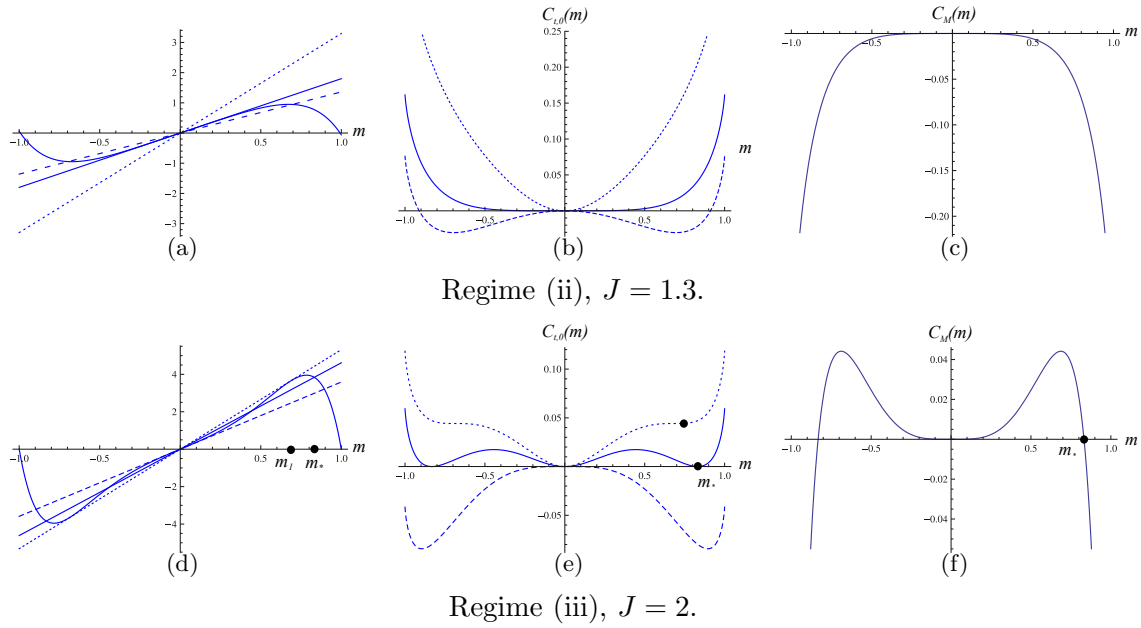 C_{t,0}(m)
C_M(m)
3
2
1
−1
−2
−3
−1.0
−0.5
0.5
1.0
m
0.25
0.20
0.15
0.10
0.05
−1.0
−0.5
0.5
1.0
m
−1.0
−0.5
0.5
1.0
m
−0.05
−0.10
−0.15
−0.20
(a)
(b)
(c)
Regime (ii), J = 1.3.
C_{t,0}(m)
C_M(m)
4
2
−2
−4
−1.0
−0.5
0.5
1.0
m
m_l
m_*
0.10
0.05
−0.05
−1.0
−0.5
0.5
1.0
m
m_*
0.04
0.02
−0.02
−0.04
−1.0
−0.5
0.5
1.0
m
m_*
(d)
(e)
(f)
Regime (iii), J = 2.